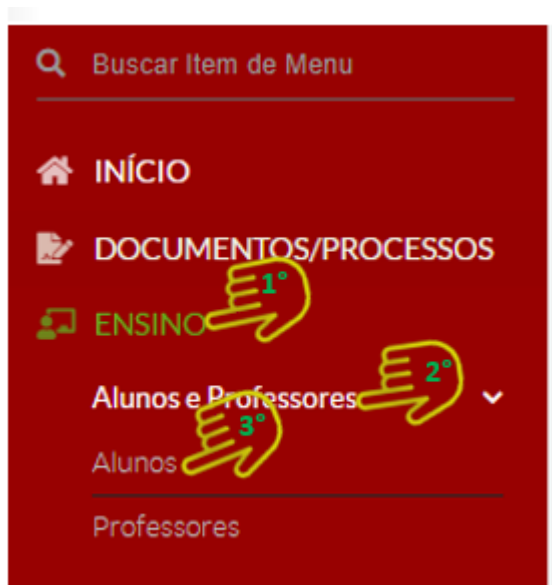 Buscar Item de Menu
INÍCIO
DOCUMENTOS/PROCESSOS
1°
ENSINO
2°
Alunos e Professores
3°
Alunos
Professores